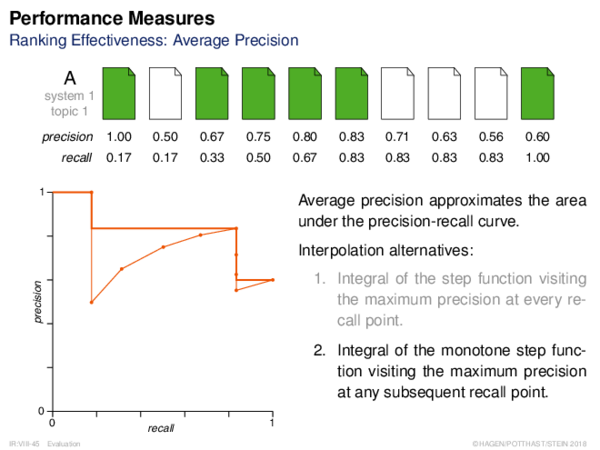 Performance Measures
Ranking Effectiveness: Average Precision
A
system 1
topic 1
precision 1.00 0.50 0.67 0.75 0.80 0.83 0.71 0.63 0.56 0.60
recall 0.17 0.17 0.33 0.50 0.67 0.83 0.83 0.83 0.83 1.00
1
precision
0
0
recall
1
Average precision approximates the area
under the precision-recall curve.
Interpolation alternatives:
1. Integral of the step function visiting
the maximum precision at every re-
call point.
2. Integral of the monotone step func-
tion visiting the maximum precision
at any subsequent recall point.
IR:VIII-45 Evaluation
©HAGEN/POTTHAST/STEIN 2018